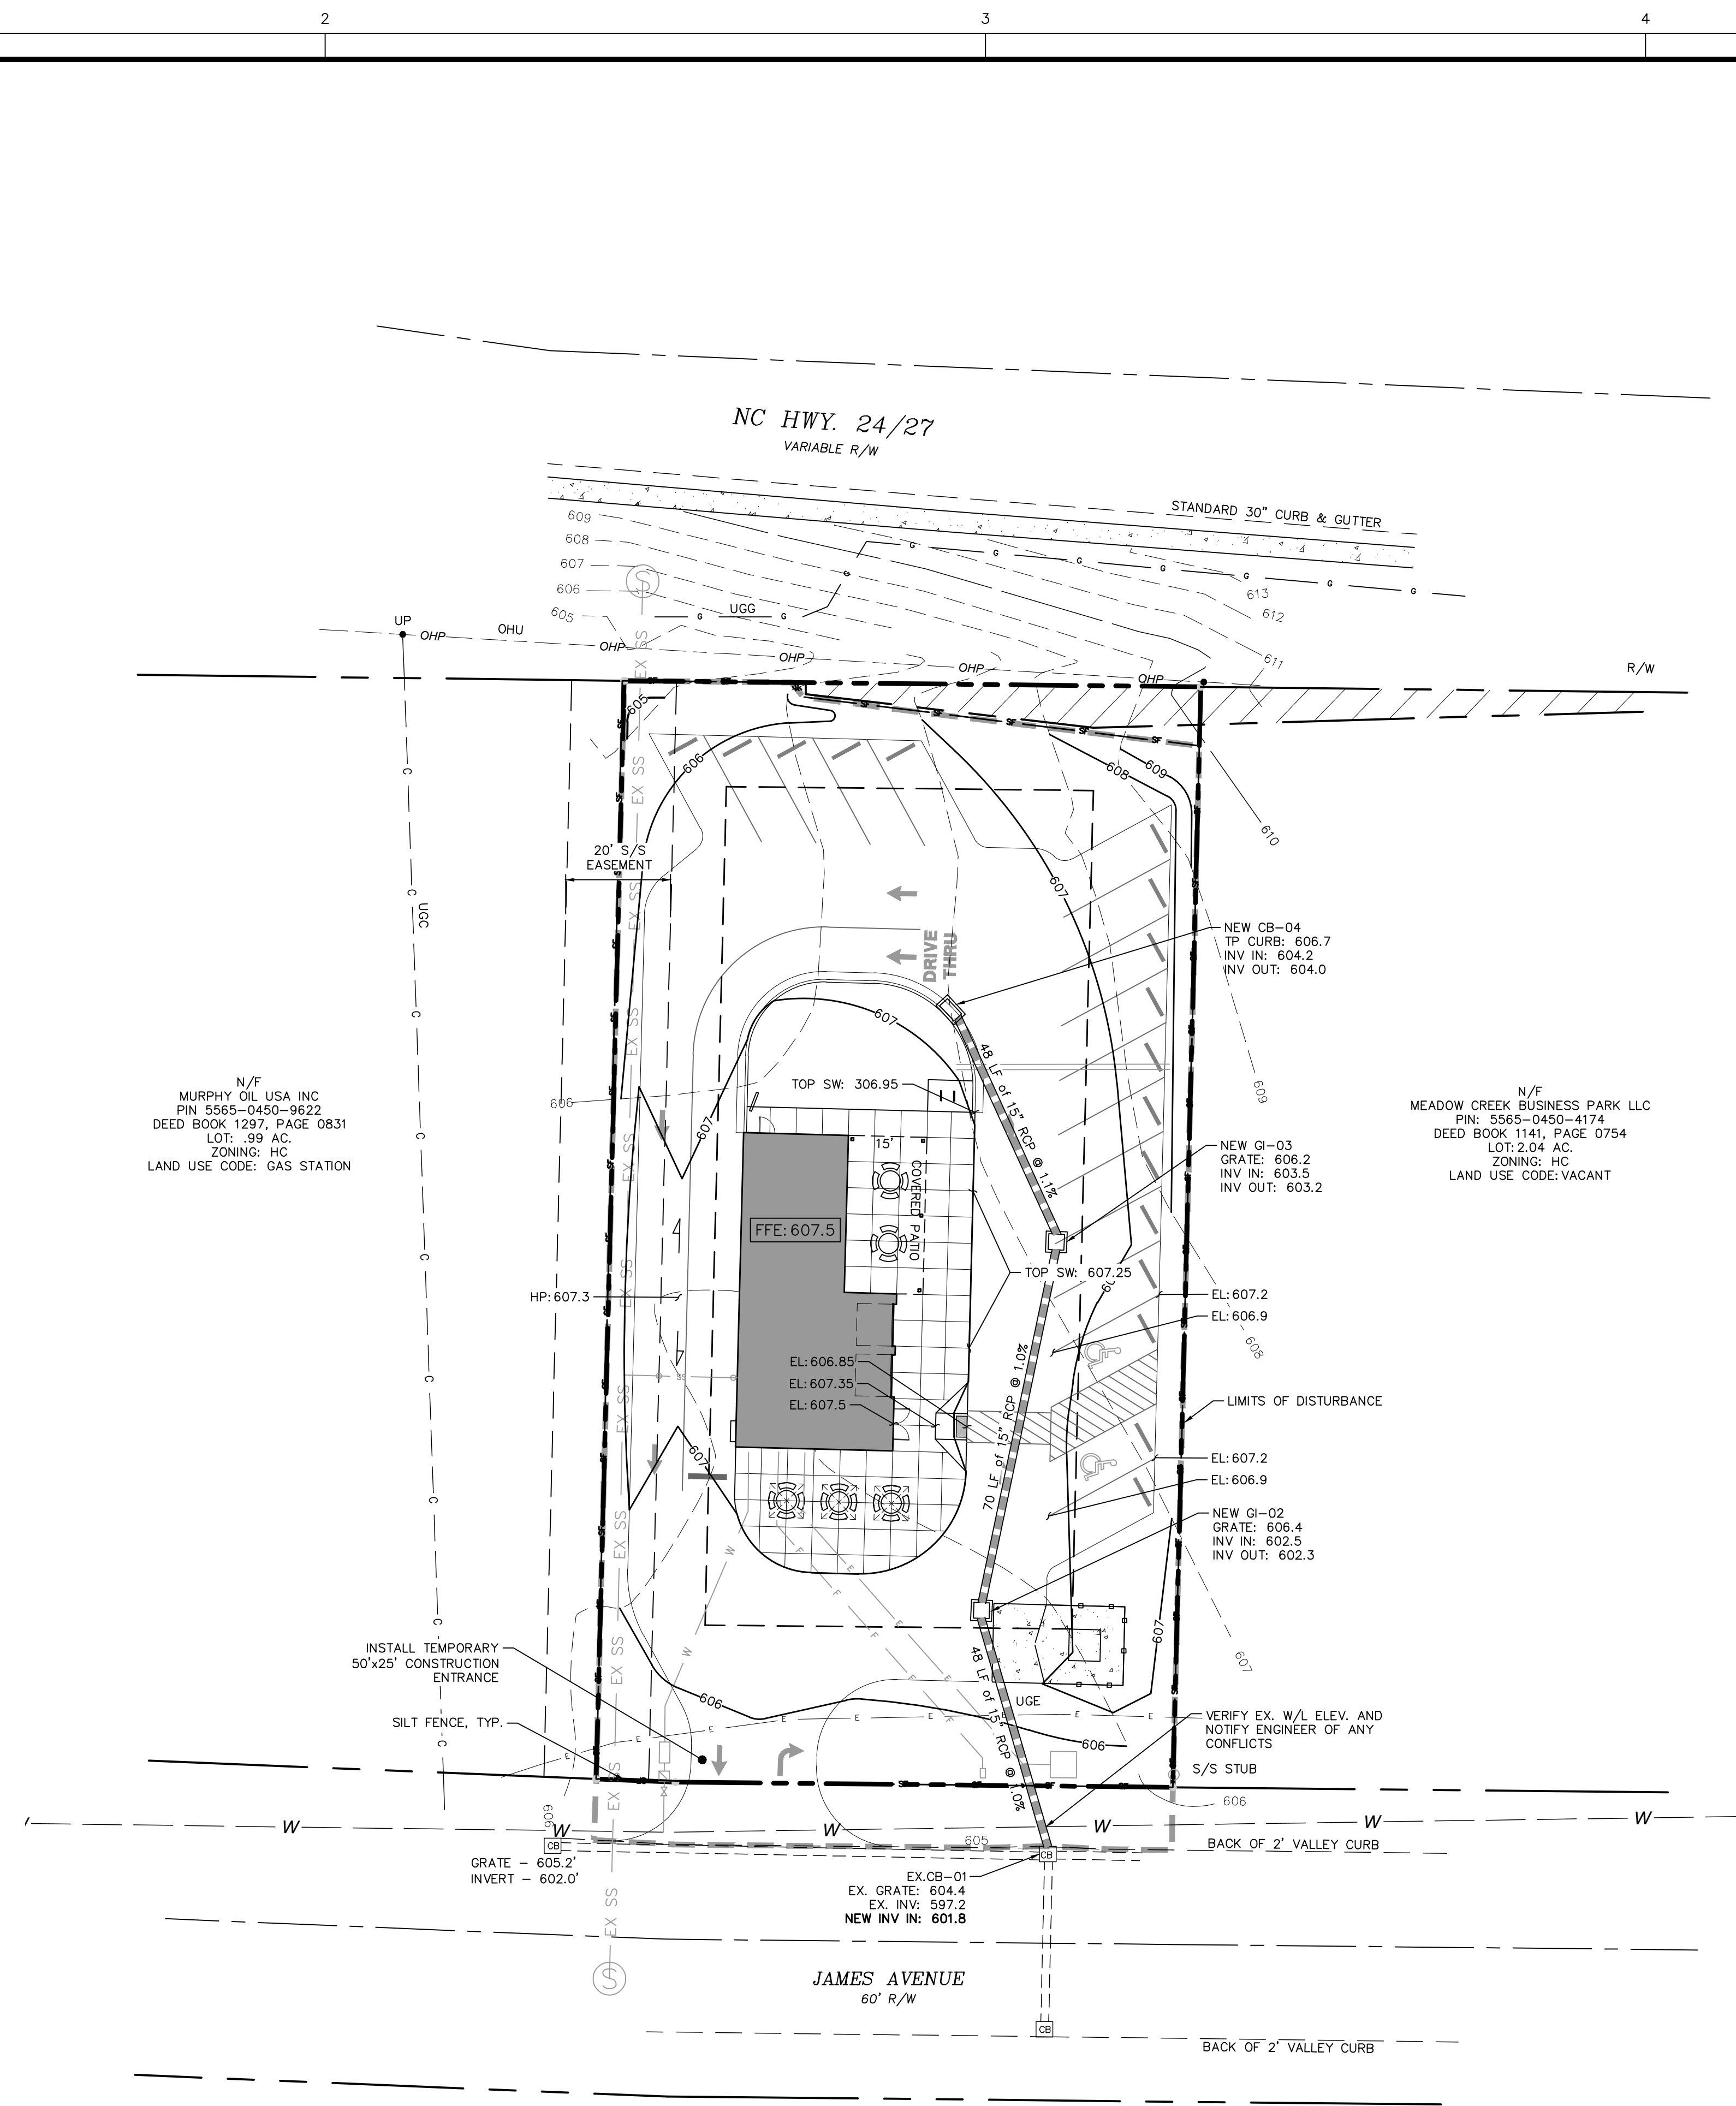 2
3
4
NC HWY. 24/27
VARIABLE R/W
STANDARD 30" CURB & GUTTER
609
608
607
606
605
613
612
611
G
G
G
G
G
G
G
G
G
G
UGG
S
UP
OHP
OHU
OHP
OHP
OHP
OHP
R/W
EX SS
SF
605
606
608
609
610
607
20' S/S
EASEMENT
C
UGC
DRIVE
THRU
NEW CB-04
TP CURB: 606.7
INV IN: 604.2
INV OUT: 604.0
607
48 LF of 15" RCP @ 1.1%
TOP SW: 306.95
606
607
609
N/F
MURPHY OIL USA INC
PIN 5565-0450-9622
DEED BOOK 1297, PAGE 0831
LOT: .99 AC.
ZONING: HC
LAND USE CODE: GAS STATION
N/F
MEADOW CREEK BUSINESS PARK LLC
PIN: 5565-0450-4174
DEED BOOK 1141, PAGE 0754
LOT: 2.04 AC.
ZONING: HC
LAND USE CODE: VACANT
15'
COVERED PATIO
NEW GI-03
GRATE: 606.2
INV IN: 603.5
INV OUT: 603.2
FFE: 607.5
TOP SW: 607.25
HP: 607.3
EL: 607.2
EL: 606.9
608
EL: 606.85
EL: 607.35
EL: 607.5
70 LF of 15" RCP @ 1.0%
LIMITS OF DISTURBANCE
607
EL: 607.2
EL: 606.9
NEW GI-02
GRATE: 606.4
INV IN: 602.5
INV OUT: 602.3
W
F
E
607
607
INSTALL TEMPORARY
50'x25' CONSTRUCTION
ENTRANCE
48 LF of 15" RCP @ 1.0%
UGE
606
606
SILT FENCE, TYP.
VERIFY EX. W/L ELEV. AND
NOTIFY ENGINEER OF ANY
CONFLICTS
S/S STUB
606
606
W
W
W
W
W
W
605
CB
CB
BACK OF 2' VALLEY CURB
GRATE - 605.2'
INVERT - 602.0'
EX.CB-01
EX. GRATE: 604.4
EX. INV: 597.2
NEW INV IN: 601.8
EX SS
S
JAMES AVENUE
60' R/W
CB
BACK OF 2' VALLEY CURB